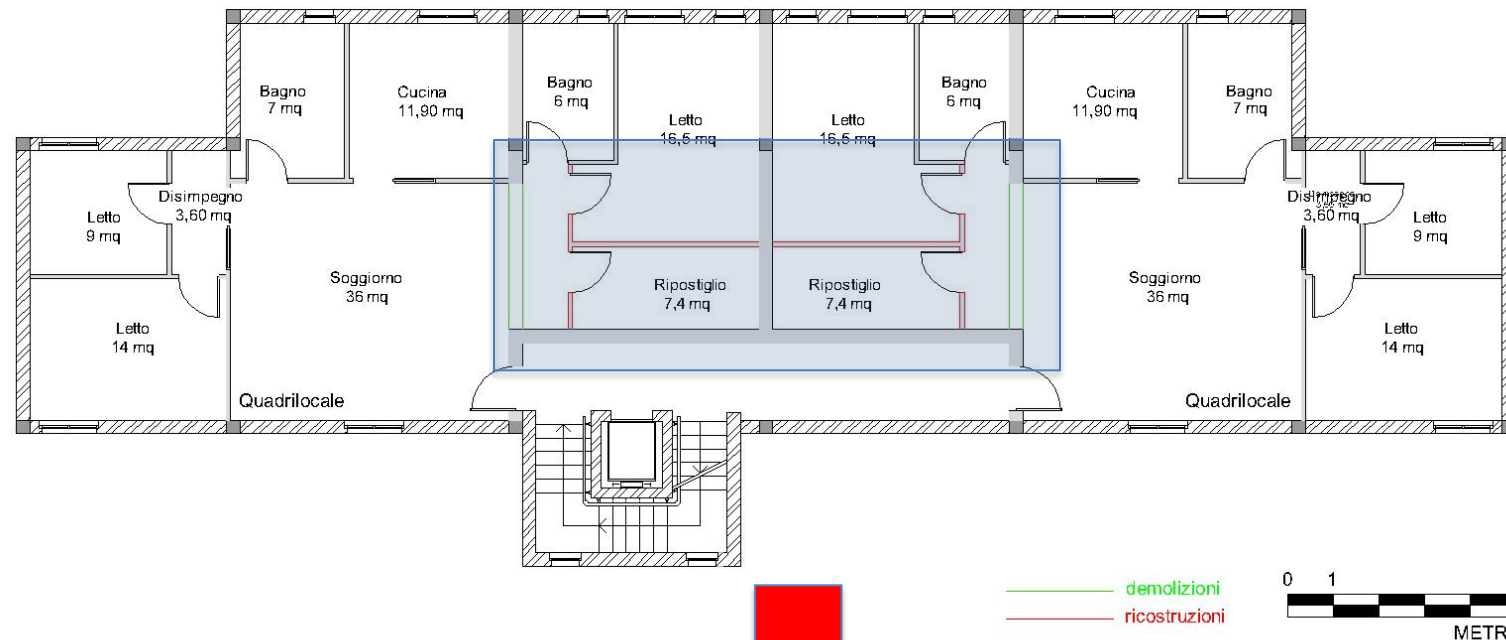 Bagno
7 mq
Cucina
11,90 mq
Bagno
6 mq
Letto
16,5 mq
Letto
16,5 mq
Bagno
6 mq
Cucina
11,90 mq
Bagno
7 mq
Letto
9 mq
Disimpegno
3,60 mq
Soggiorno
36 mq
Ripostiglio
7,4 mq
Ripostiglio
7,4 mq
Soggiorno
36 mq
Disimpegno
3,60 mq
Letto
9 mq
Letto
14 mq
Letto
14 mq
Quadrilocale
Quadrilocale
demolizioni
ricostruzioni
0 1
METR